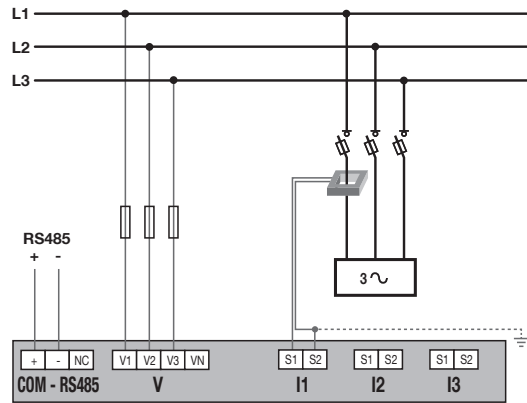 L1
L2
L3
RS485
+ -
3
+ - NC V1 V2 V3 VN S1 S2 S1 S2 S1 S2
COM - RS485 V I1 I2 I3